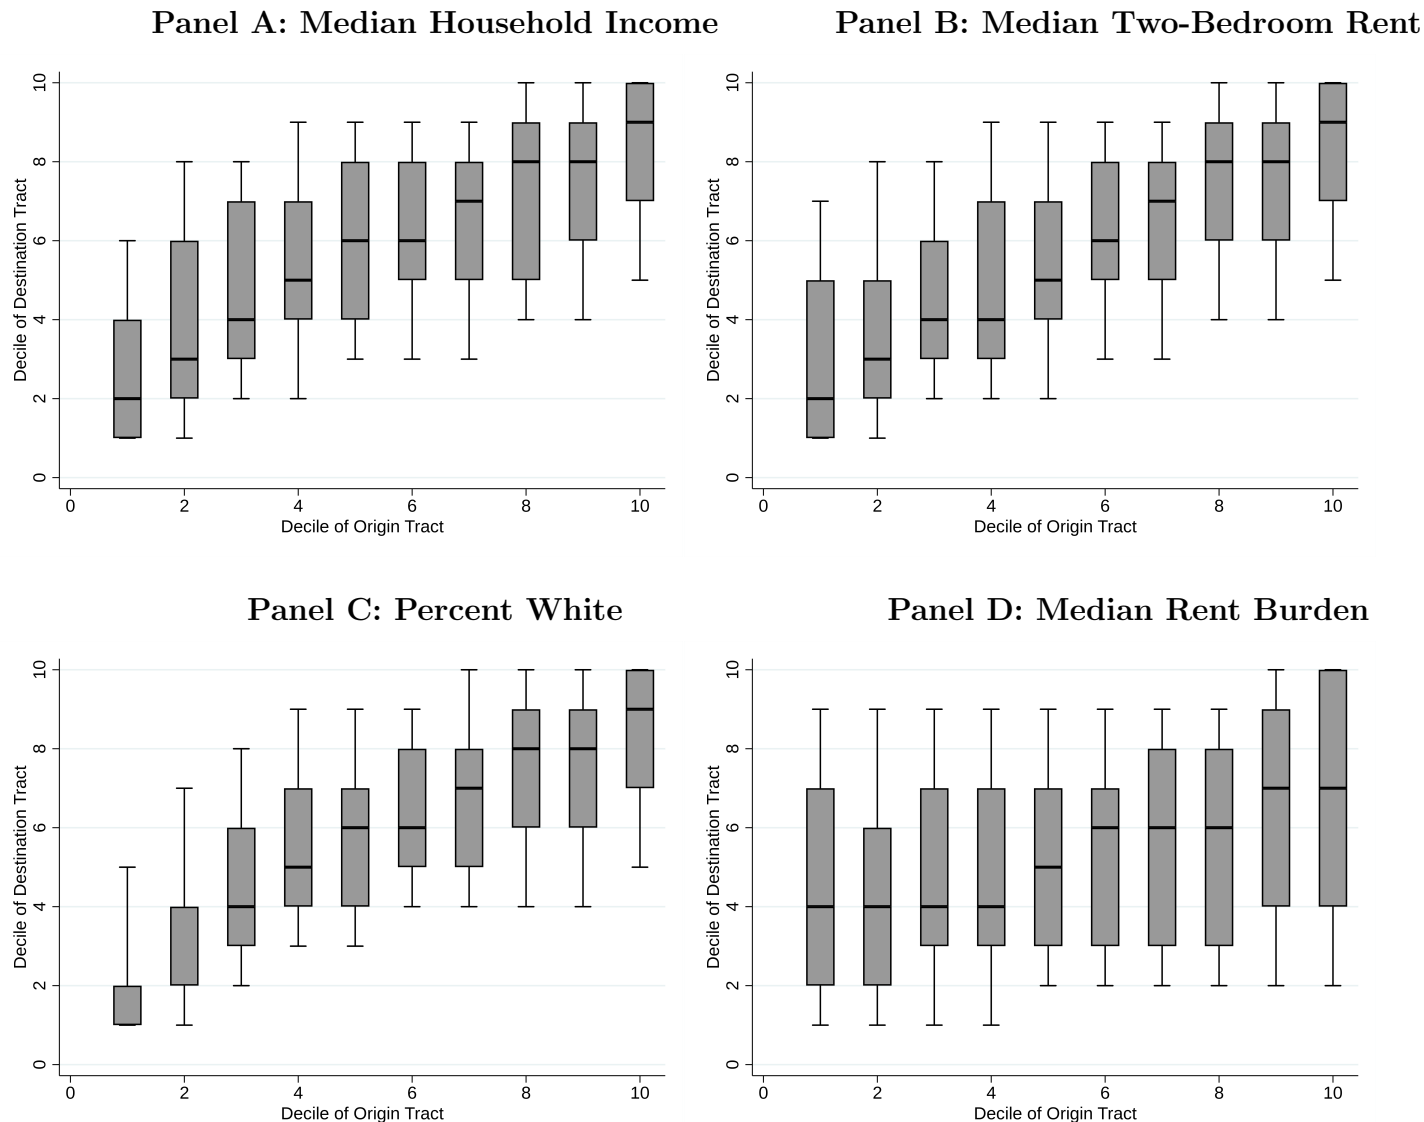 Panel A: Median Household Income
10
8
6
4
2
0
Decile of Destination Tract
0 2 4 6 8 10
Decile of Origin Tract
Panel B: Median Two-Bedroom Rent
10
8
6
4
2
0
Decile of Destination Tract
0 2 4 6 8 10
Decile of Origin Tract
Panel C: Percent White
10
8
6
4
2
0
Decile of Destination Tract
0 2 4 6 8 10
Decile of Origin Tract
Panel D: Median Rent Burden
10
8
6
4
2
0
Decile of Destination Tract
0 2 4 6 8 10
Decile of Origin Tract